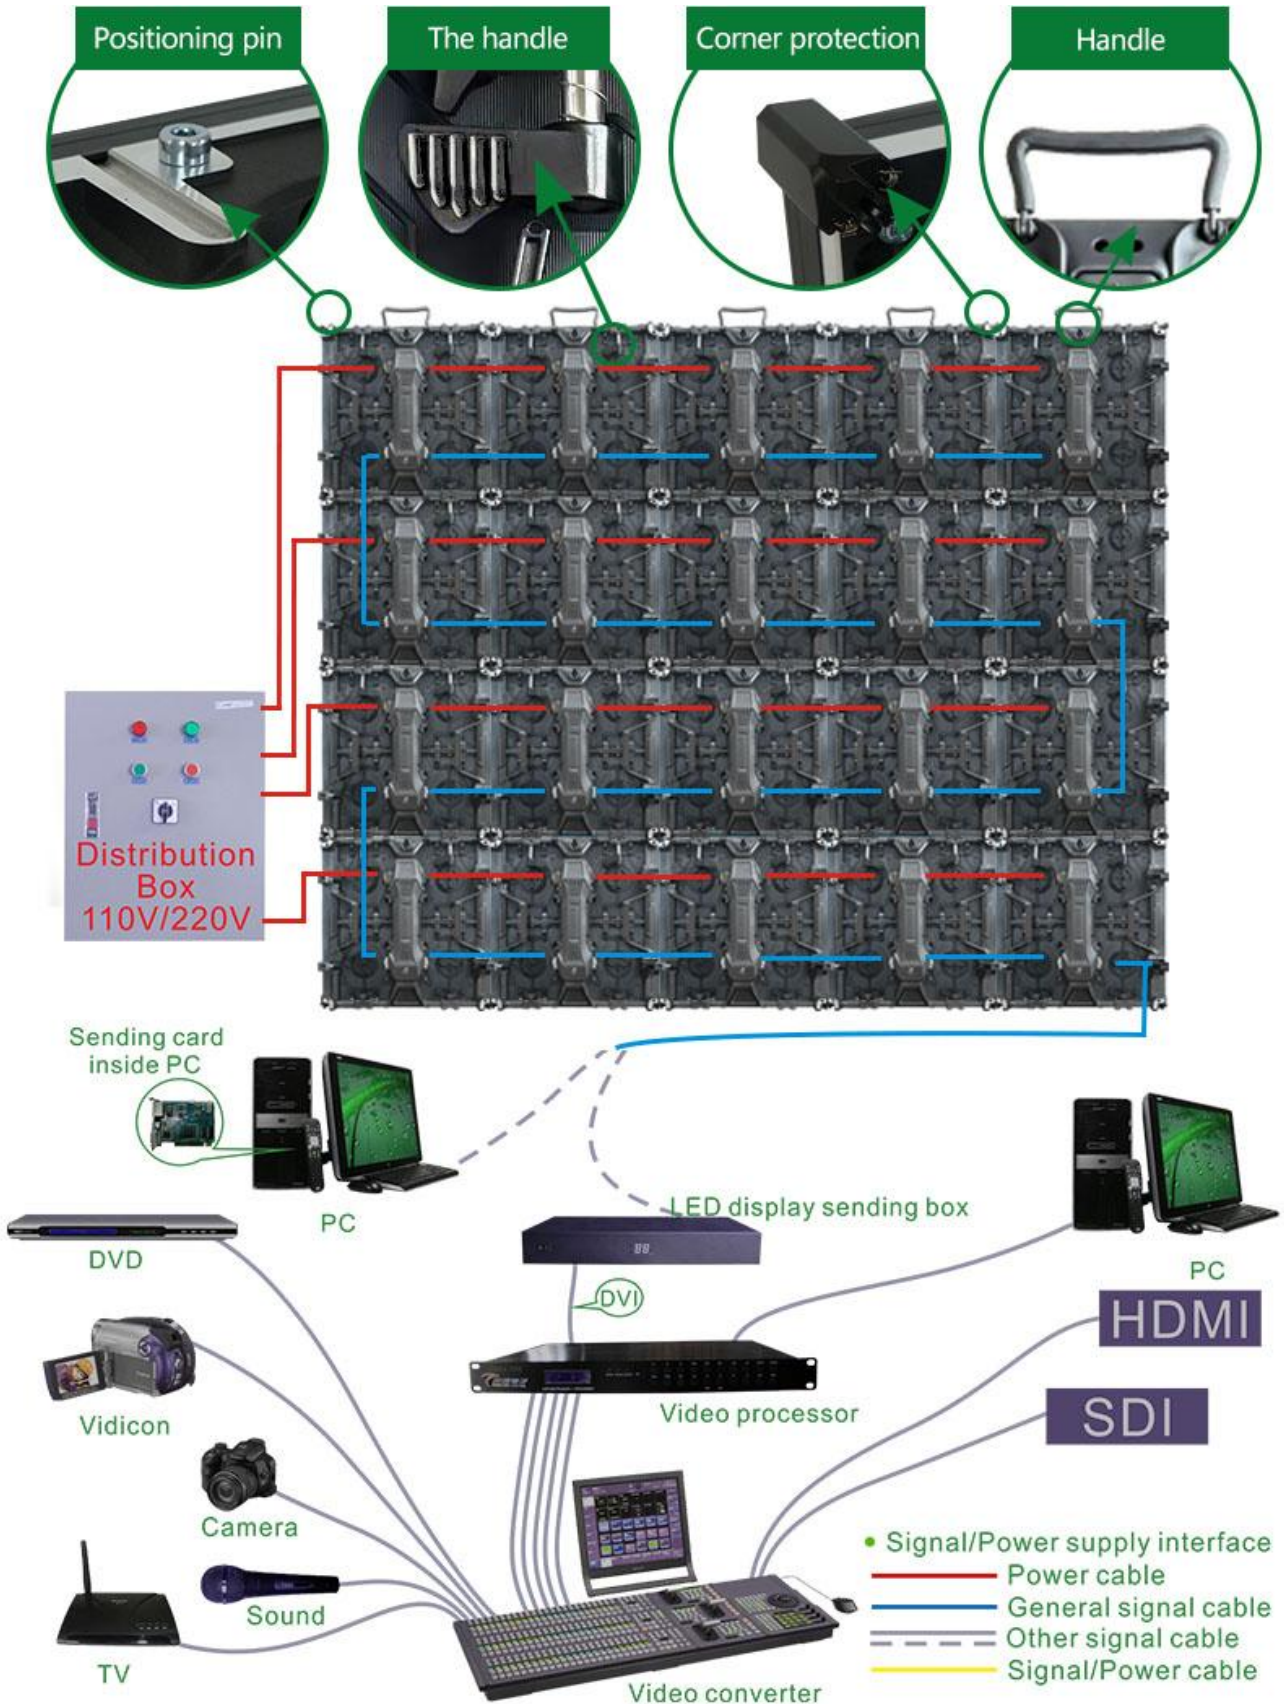 Positioning pin
The handle
Corner protection
Handle
Distribution
Box
110V/220V
Sending card
inside PC
PC
LED display sending box
DVD
PC
DVI
HDMI
Vidicon
Video processor
SDI
Camera
Sound
TV
Video converter
Signal/Power supply interface
Power cable
General signal cable
Other signal cable
Signal/Power cable